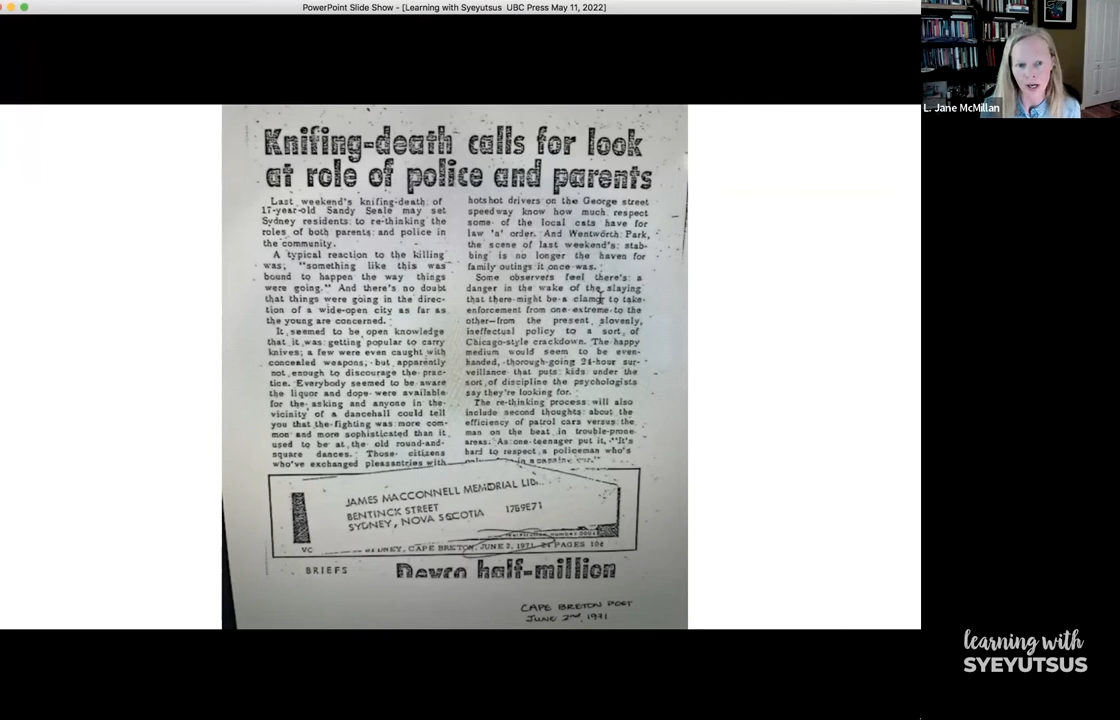 PowerPoint Slide Show - [Learning with Syeyutsus UBC Press May 11, 2022]
L. Jane McMillan
Knifing-death calls for look
at role of police and parents
Last weekend's knifing-death of
17-year-old Sandy Seale may set
Sydney residents to re-thinking the
roles of both parents and police in
the community.
A typical reaction to the killing
was; "something like this was
bound to happen the way things
were going." And there's no doubt
that things were going in the direc-
tion of a wide-open city as far as
the young are concerned.
It seemed to be open knowledge
that it was getting popular to carry
knives; a few were even caught with
concealed weapons, but apparently
not enough to discourage the prac-
tice. Everybody seemed to be aware
the liquor and dope were available
for the asking and anyone in the
vicinity of a dancehall could tell
you that the fighting was more com-
mon and more sophisticated than it
used to be at the old round-and-
square dances. Those citizens
who've exchanged pleasantries with
hotshot drivers on the George street
speedway know how much respect
some of the local cats have for
law 'a' order. And Wentworth Park,
the scene of last weekend's stab-
bing is no longer the haven for
family outings it once was.
Some observers feel there's a
danger in the wake of the slaying
that there might be a clamor to take
enforcement from one extreme to the
other—from the present slovenly,
ineffectual policy to a sort of
Chicago-style crackdown. The happy
medium would seem to be even-
handed, thorough-going 24-hour sur-
veillance that puts kids under the
sort of discipline the psychologists
say they're looking for.
The re-thinking process will also
include second thoughts about the
efficiency of patrol cars versus the
man on the beat in trouble-prone
areas. As one teenager put it, "It's
hard to respect a policeman who's
in a passing car."
JAMES MACCONNELL MEMORIAL LIB.
BENTINCK STREET
SYDNEY, NOVA SCOTIA 1759E71
VC
CAPE BRETON, JUNE 2, 1971 24 PAGES 10¢
BRIEFS
Devco half-million
CAPE BRETON POST
JUNE 2nd, 1971
learning with
SYEYUTSUS